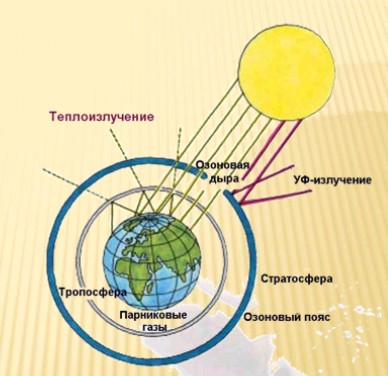 Теплоизлучение
Озоновая
дыра
УФ-излучение
Стратосфера
Тропосфера
Парниковые
газы
Озоновый пояс